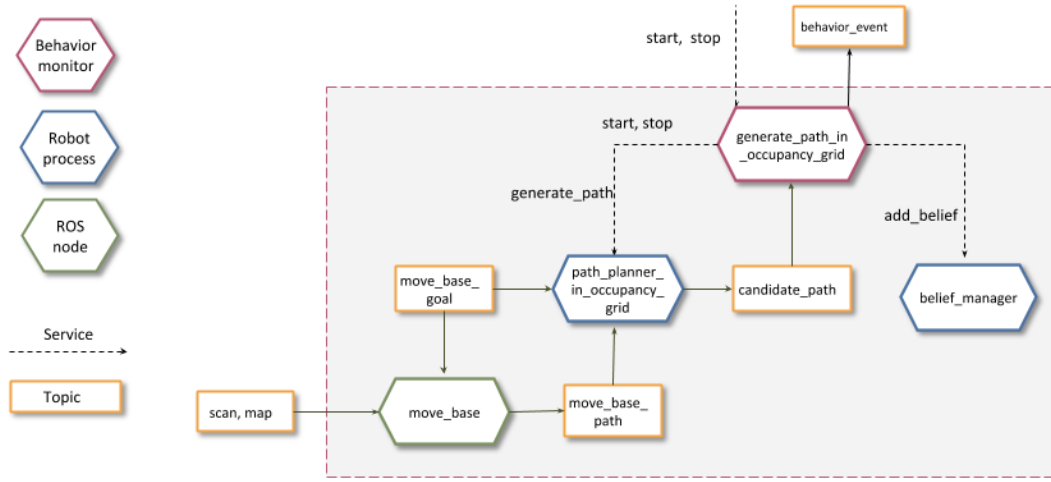 Behavior
monitor
Robot
process
ROS
node
Service
Topic
start, stop
behavior_event
start, stop
generate_path_in
_occupancy_grid
generate_path
add_belief
move_base_
goal
path_planner_
in_occupancy_
grid
candidate_path
belief_manager
scan, map
move_base
move_base_
path